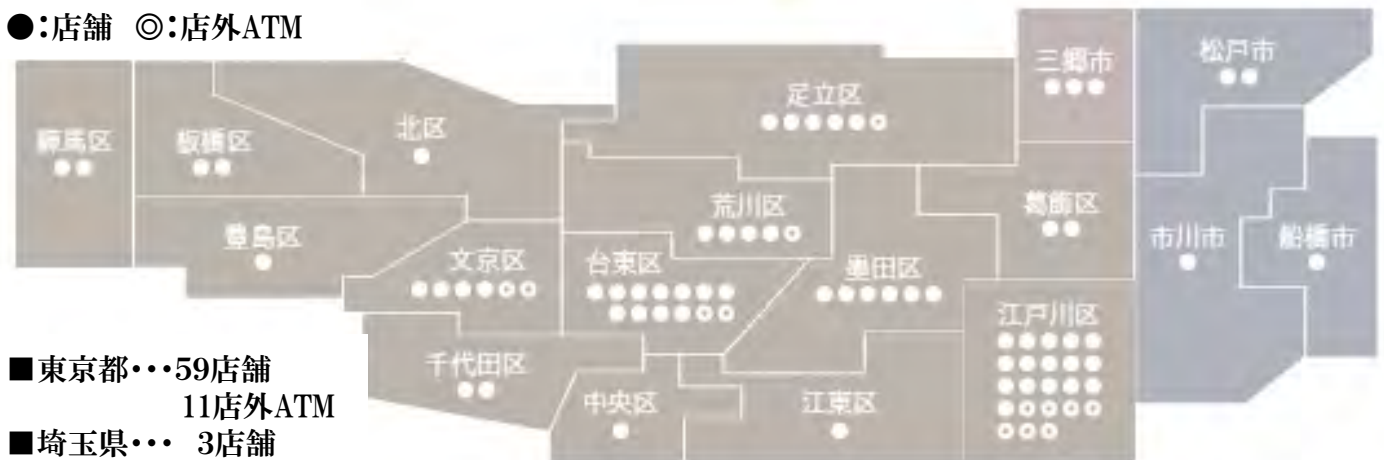 ●:店舗 ◎:店外ATM
三郷市
松戸市
足立区
練馬区
板橋区
北区
荒川区
葛飾区
豊島区
文京区
台東区
墨田区
市川市
船橋市
江戸川区
千代田区
中央区
江東区
■東京都・・・59店舗
11店外ATM
■埼玉県・・・ 3店舗